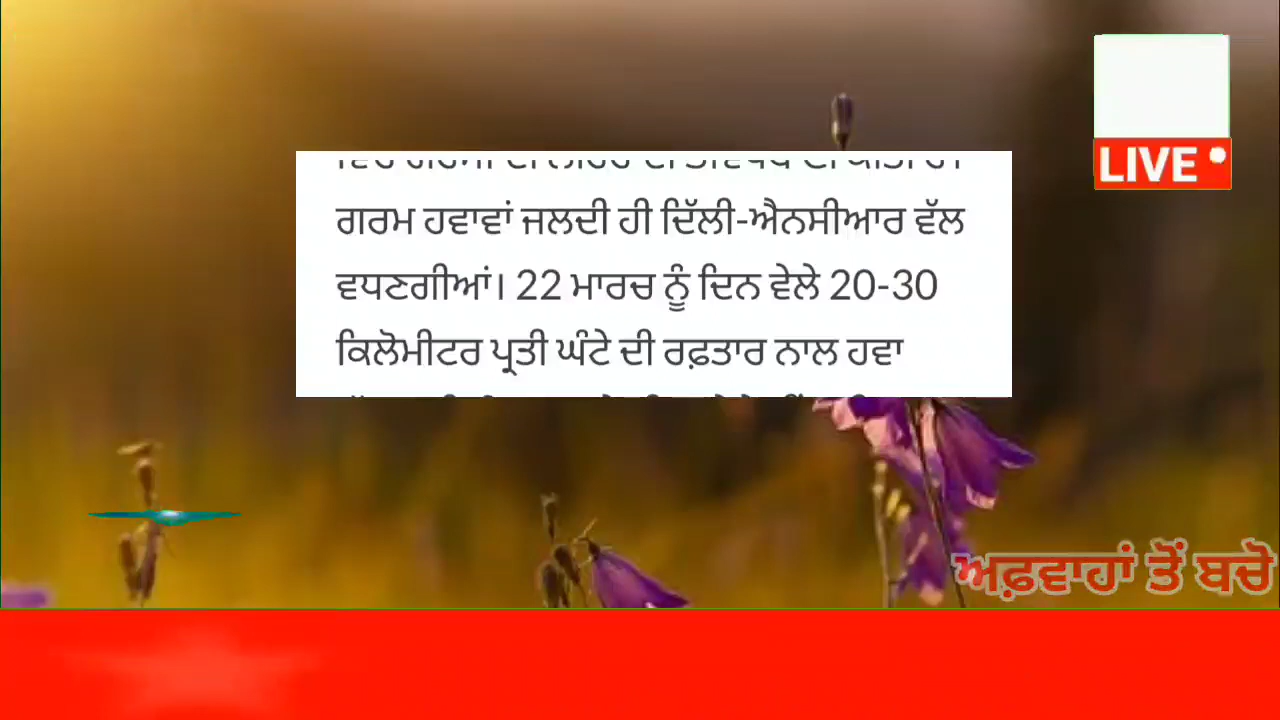 ਗਰਮ ਹਵਾਵਾਂ ਜਲਦੀ ਹੀ ਦਿੱਲੀ-ਐਨਸੀਆਰ ਵੱਲ
ਵਧਣਗੀਆਂ। 22 ਮਾਰਚ ਨੂੰ ਦਿਨ ਵੇਲੇ 20-30
ਕਿਲੋਮੀਟਰ ਪ੍ਰਤੀ ਘੰਟੇ ਦੀ ਰਫ਼ਤਾਰ ਨਾਲ ਹਵਾ
LIVE
ਅਫ਼ਵਾਹਾਂ ਤੋਂ ਬਚੋ